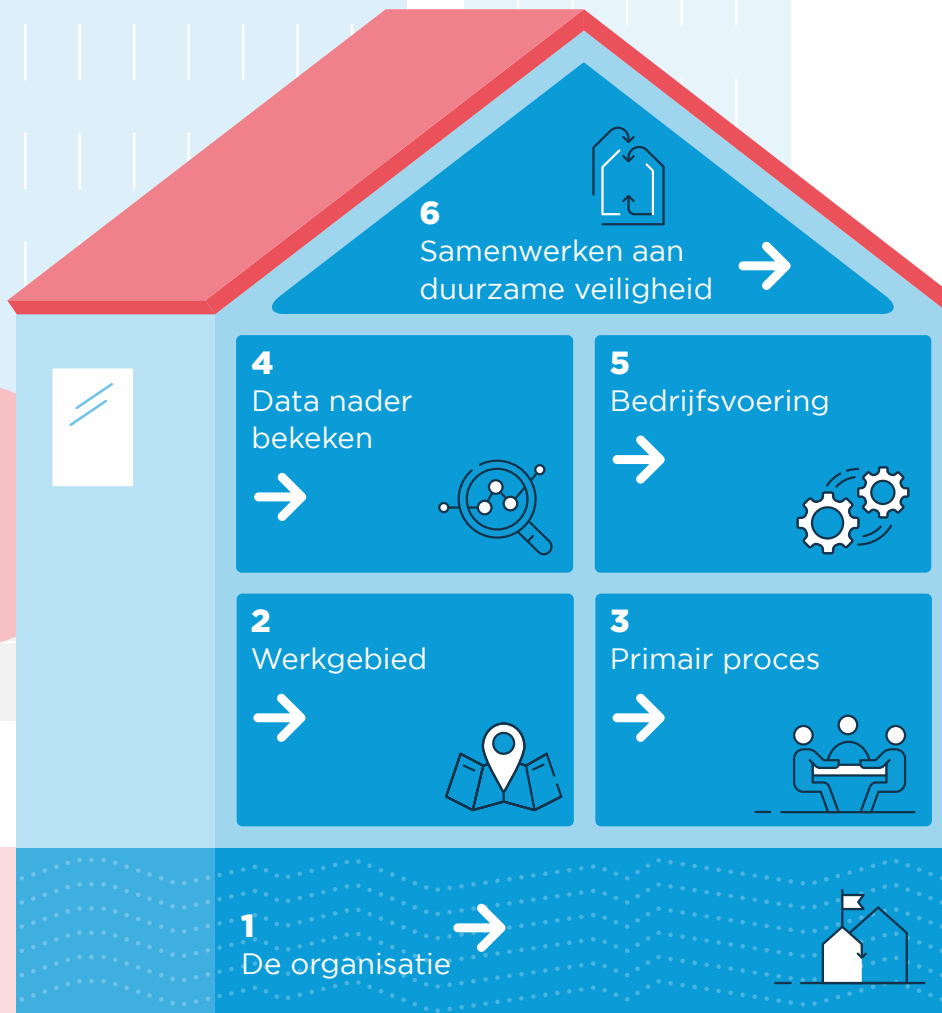 6
Samenwerken aan
duurzame veiligheid
4
Data nader
bekeken
5
Bedrijfsvoering
2
Werkgebied
3
Primair proces
1
De organisatie